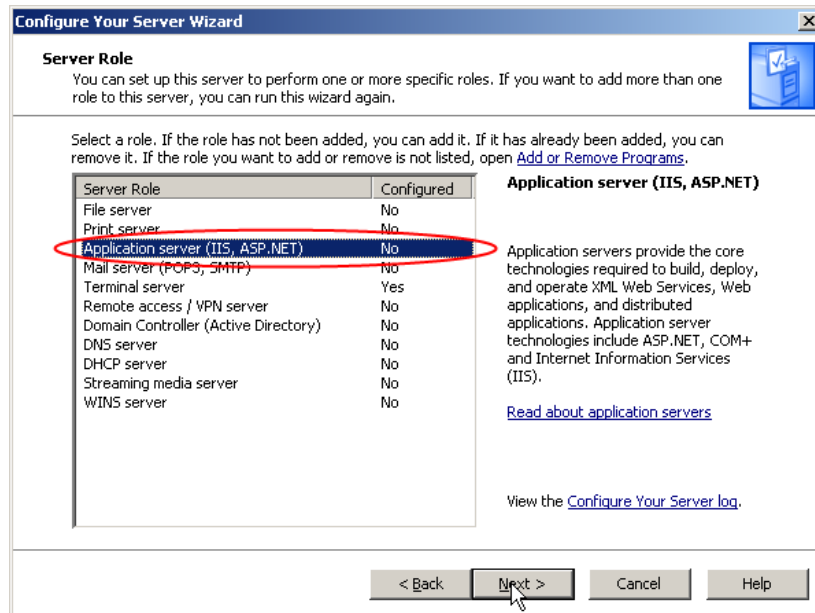 Configure Your Server Wizard
Server Role
You can set up this server to perform one or more specific roles. If you want to add more than one
role to this server, you can run this wizard again.
Select a role. If the role has not been added, you can add it. If it has already been added, you can
remove it. If the role you want to add or remove is not listed, open Add or Remove Programs.
Server Role Configured
File server No
Print server No
Application server (IIS, ASP.NET) No
Mail server (POP3, SMTP) No
Terminal server Yes
Remote access / VPN server No
Domain Controller (Active Directory) No
DNS server No
DHCP server No
Streaming media server No
WINS server No
Application server (IIS, ASP.NET)
Application servers provide the core
technologies required to build, deploy,
and operate XML Web Services, Web
applications, and distributed
applications. Application server
technologies include ASP.NET, COM+
and Internet Information Services
(IIS).
Read about application servers
View the Configure Your Server log.
< Back Next > Cancel Help